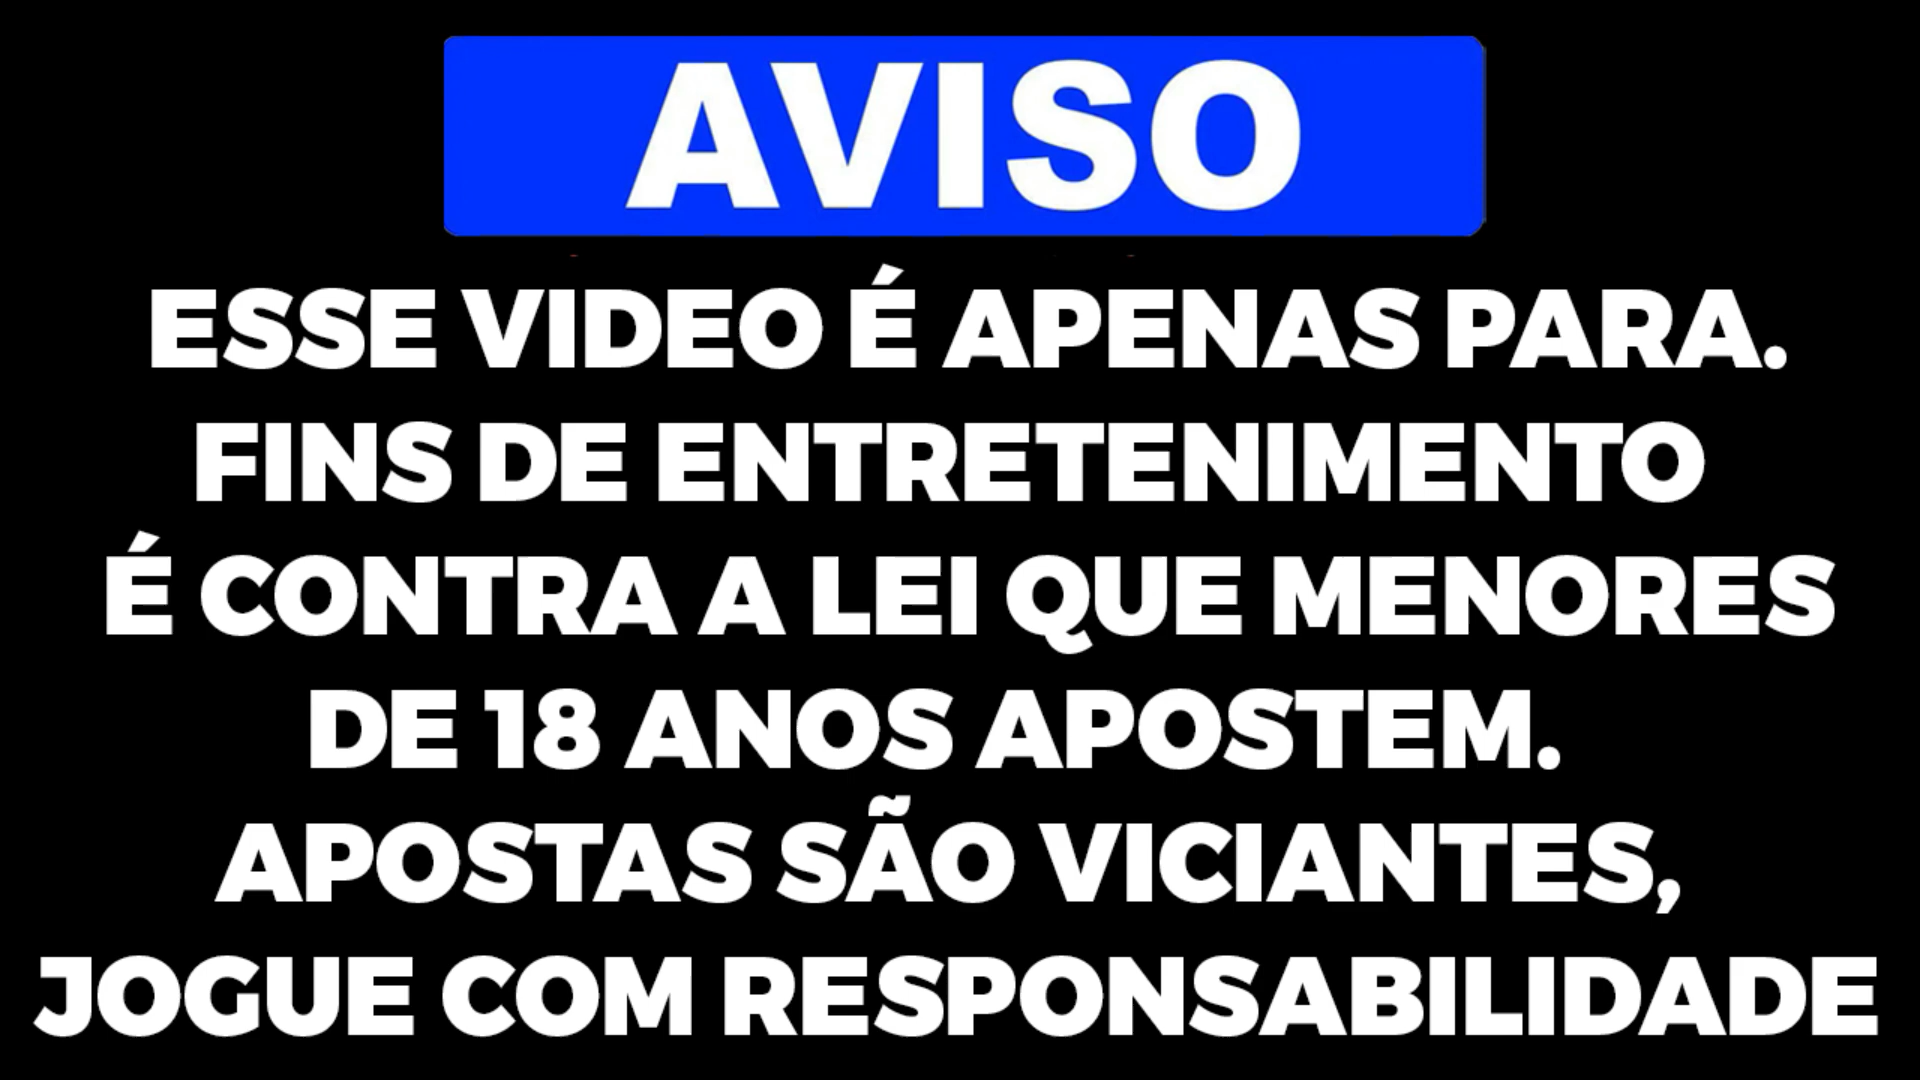 AVISO
ESSE VIDEO É APENAS PARA.
FINS DE ENTRETENIMENTO
É CONTRA A LEI QUE MENORES
DE 18 ANOS APOSTEM.
APOSTAS SÃO VICIANTES,
JOGUE COM RESPONSABILIDADE